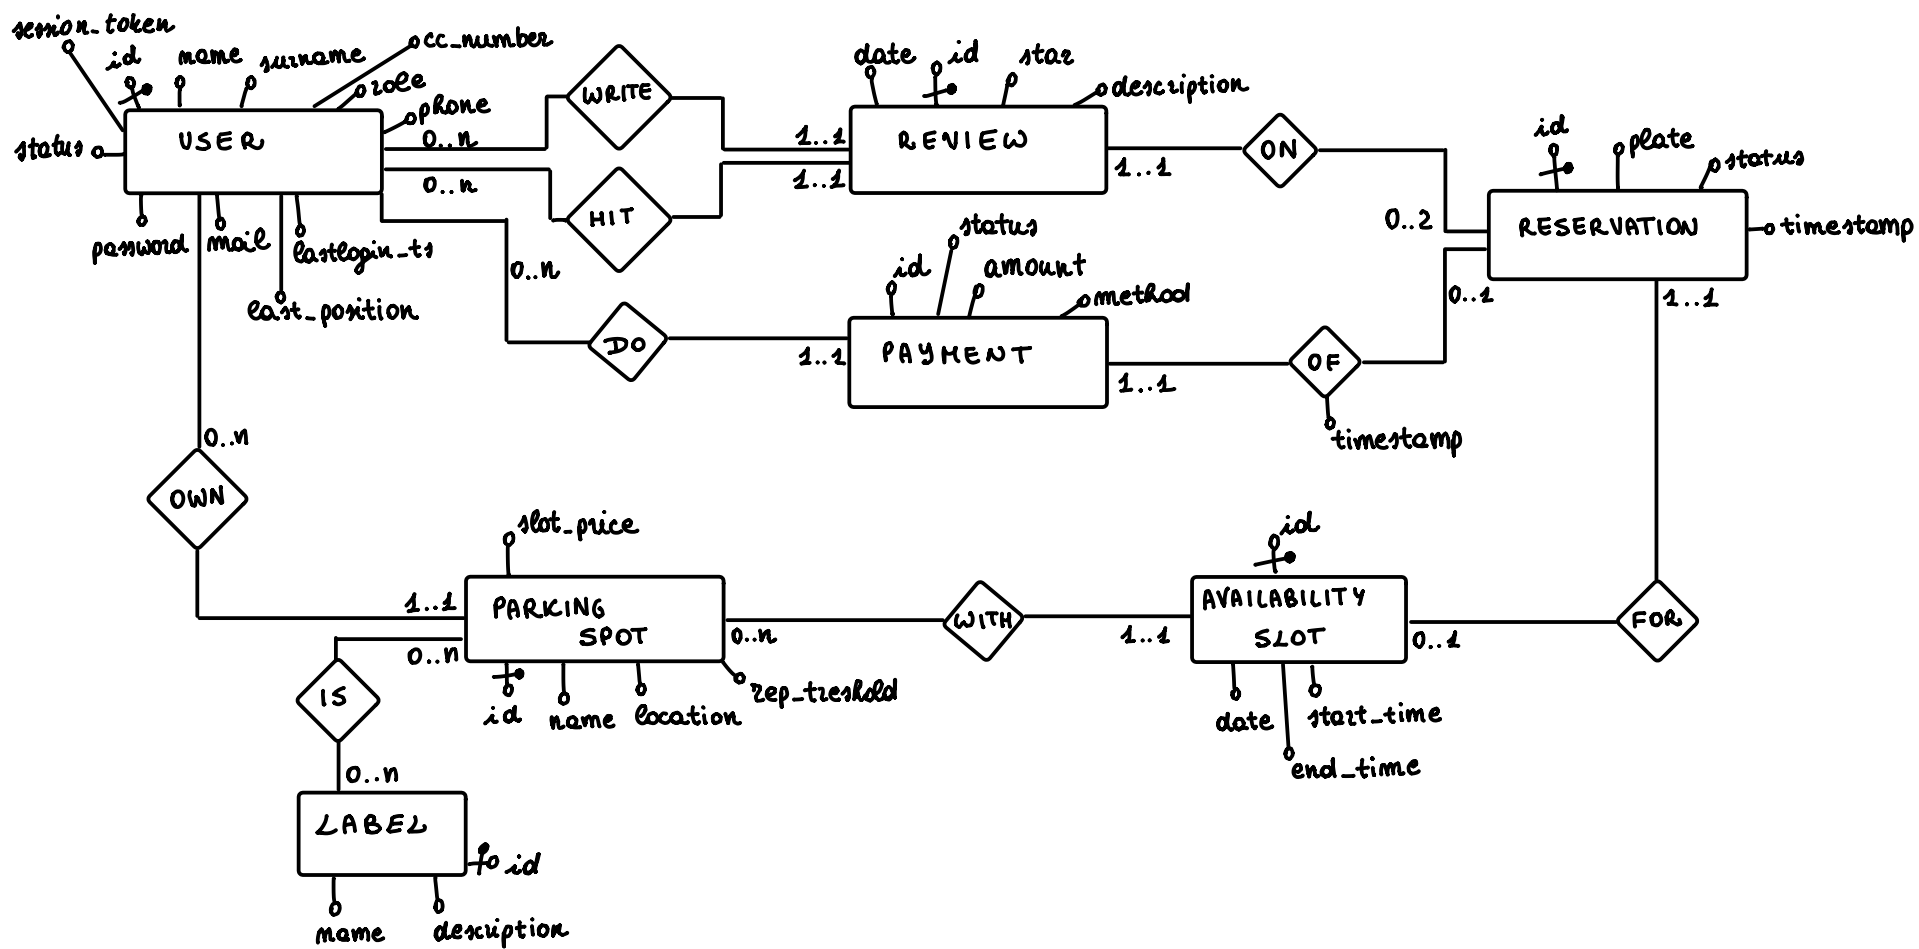 session_token
id
name
surname
cc_number
role
phone
status
USER
password
mail
lastlogin_ts
last_position
0..n
WRITE
1..1
0..n
HIT
1..1
0..n
DO
1..1
date
id
star
description
REVIEW
1..1
ON
0..2
id
status
amount
method
PAYMENT
1..1
OF
timestamp
0..1
id
plate
status
timestamp
RESERVATION
1..1
0..n
OWN
1..1
slot_price
PARKING
SPOT
id
name
location
rep_treshold
0..n
WITH
1..1
id
AVAILABILITY
SLOT
date
start_time
end_time
0..1
FOR
0..n
IS
0..n
LABEL
id
name
description